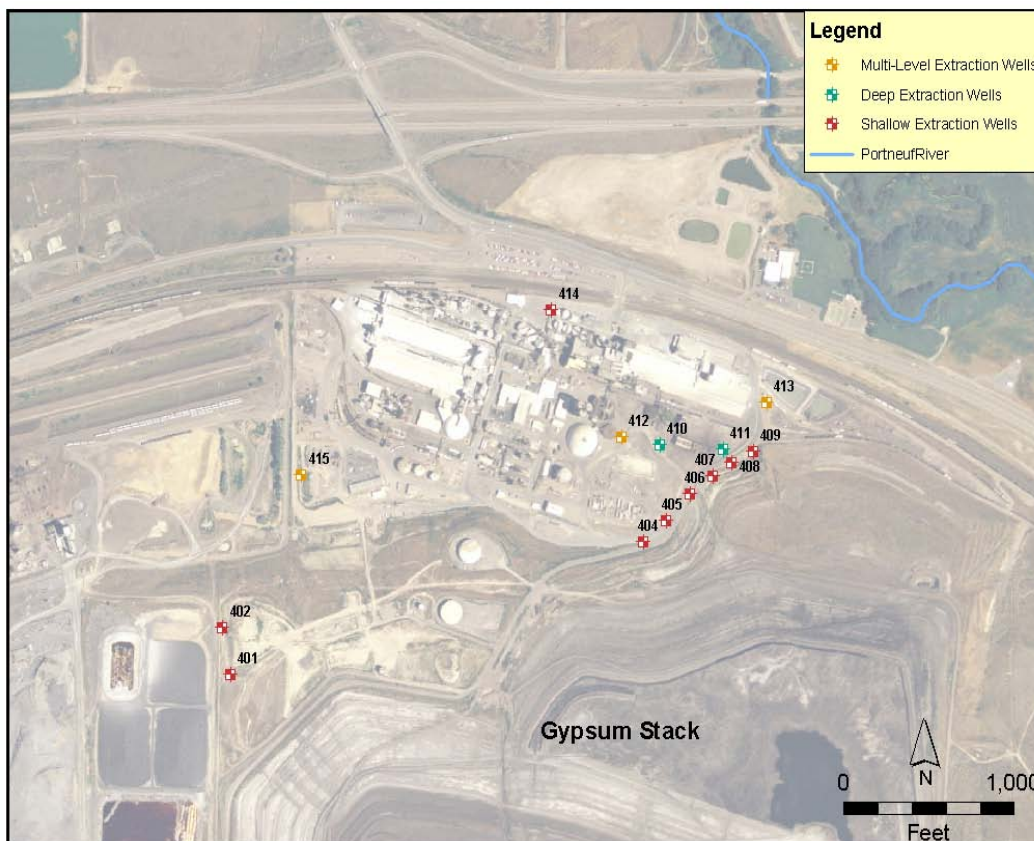 Legend
Multi-Level Extraction Wells
Deep Extraction Wells
Shallow Extraction Wells
PortneufRiver
414
413
412
410
411
409
415
407
408
406
405
404
402
401
Gypsum Stack
0
1,000
N
Feet